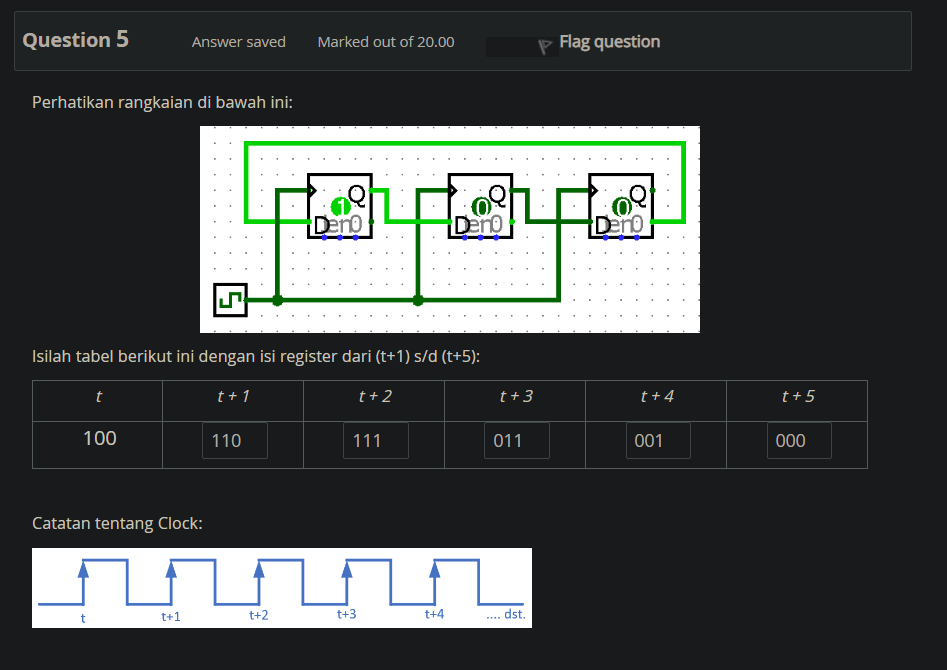 Question 5
Answer saved
Marked out of 20.00
Flag question
Perhatikan rangkaian di bawah ini:
Q Q Q
1 0 0
D en 0 D en 0 D en 0
Isilah tabel berikut ini dengan isi register dari (t+1) s/d (t+5):
t t + 1 t + 2 t + 3 t + 4 t + 5
100 110 111 011 001 000
Catatan tentang Clock:
t t+1 t+2 t+3 t+4 .... dst.